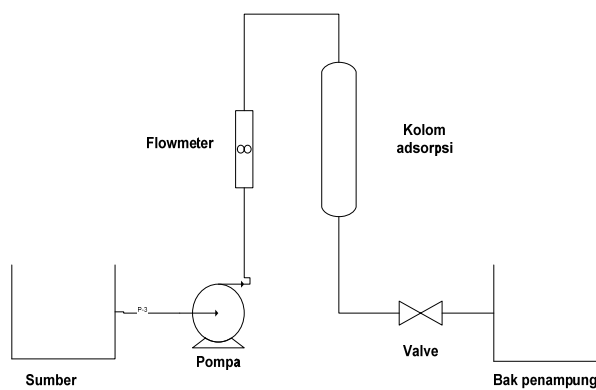 Flowmeter
Kolom
adsorpsi
P-3
Pompa
Valve
Sumber
Bak penampung